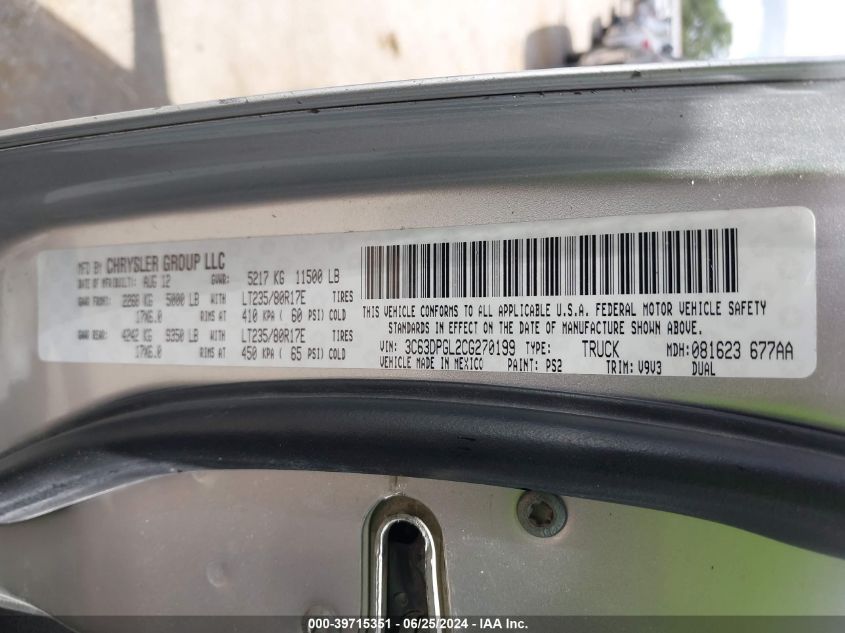 MFD BY CHRYSLER GROUP LLC
DATE OF MFR(BUILT): AUG 12 GVWR: 5217 KG 11500 LB
GAWR FRONT: 2268 KG 5000 LB WITH LT235/80R17E TIRES
17X6.0 RIMS AT 410 KPA ( 60 PSI) COLD
GAWR REAR: 4242 KG 9350 LB WITH LT235/80R17E TIRES
17X6.0 RIMS AT 450 KPA ( 65 PSI) COLD
THIS VEHICLE CONFORMS TO ALL APPLICABLE U.S.A. FEDERAL MOTOR VEHICLE SAFETY
STANDARDS IN EFFECT ON THE DATE OF MANUFACTURE SHOWN ABOVE.
VIN: 3C63DPGL2CG270199 TYPE: TRUCK MDH: 081623 677AA
VEHICLE MADE IN MEXICO PAINT: PS2 TRIM: V9V3 DUAL
000-39715351 | 06/25/2024 - IAA Inc.